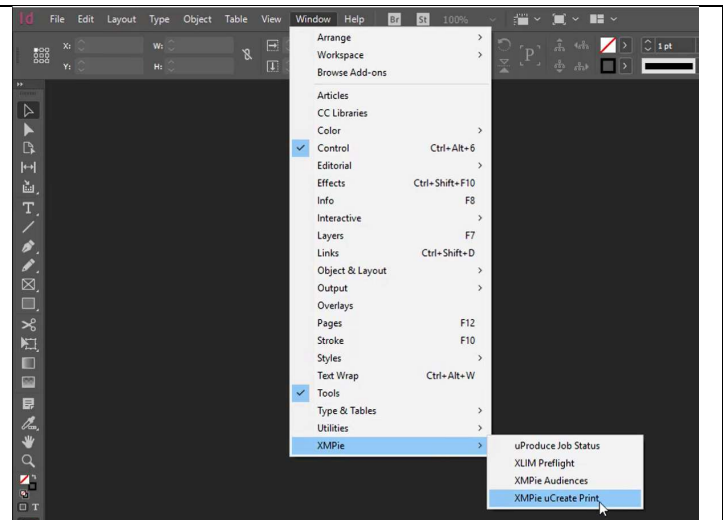 Id File Edit Layout Type Object Table View Window Help Br St 100%
X: W: 1 pt
Y: H:
Arrange
Workspace
Browse Add-ons
Articles
CC Libraries
Color
Control Ctrl+Alt+6
Editorial
Effects Ctrl+Shift+F10
Info F8
Interactive
Layers F7
Links Ctrl+Shift+D
Object & Layout
Output
Overlays
Pages F12
Stroke F10
Styles
Text Wrap Ctrl+Alt+W
Tools
Type & Tables
Utilities
XMPie
uProduce Job Status
XLIM Preflight
XMPie Audiences
XMPie uCreate Print